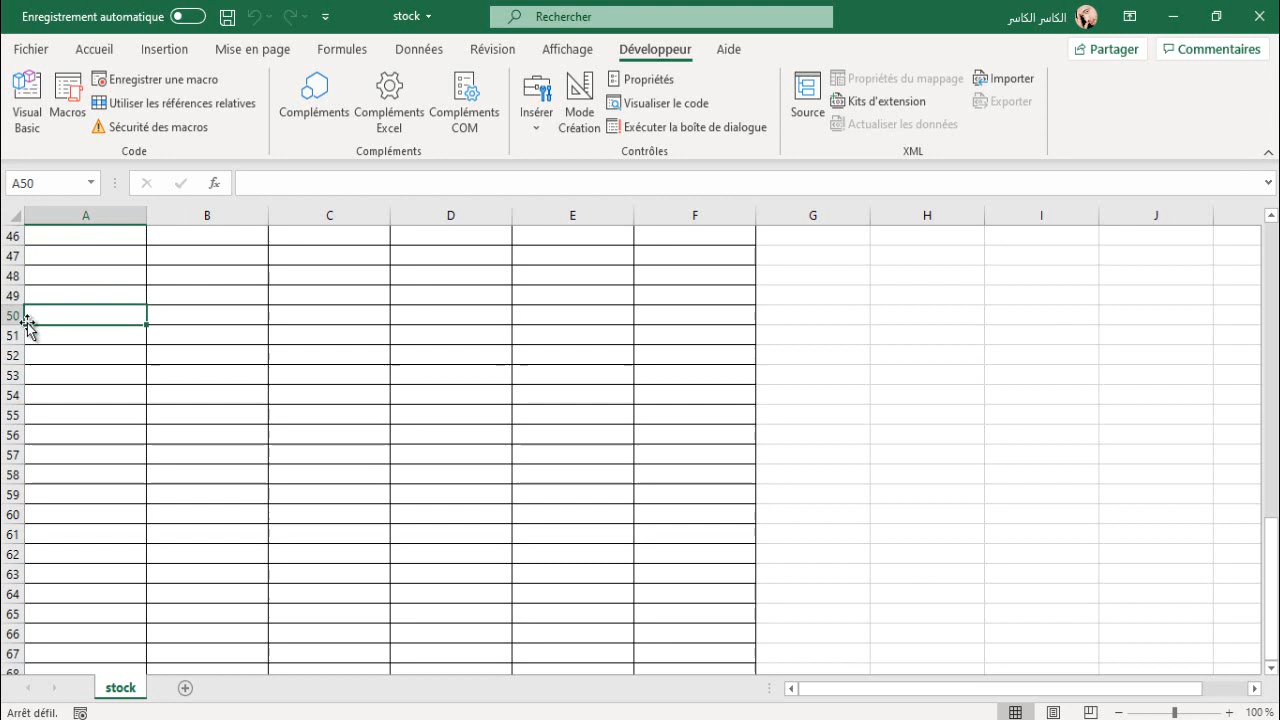 Enregistrement automatique
stock
Rechercher
الكاسر الكاسر
Fichier Accueil Insertion Mise en page Formules Données Révision Affichage Développeur Aide Partager Commentaires
Visual Basic
Macros
Enregistrer une macro
Utiliser les références relatives
Sécurité des macros
Code
Compléments
Compléments Excel
Compléments COM
Compléments
Insérer
Mode Création
Propriétés
Visualiser le code
Exécuter la boîte de dialogue
Contrôles
Source
Propriétés du mappage
Kits d'extension
Actualiser les données
Importer
Exporter
XML
A50
fx
A B C D E F G H I J
46
47
48
49
50
51
52
53
54
55
56
57
58
59
60
61
62
63
64
65
66
67
68
stock
Arrêt défil.
100 %